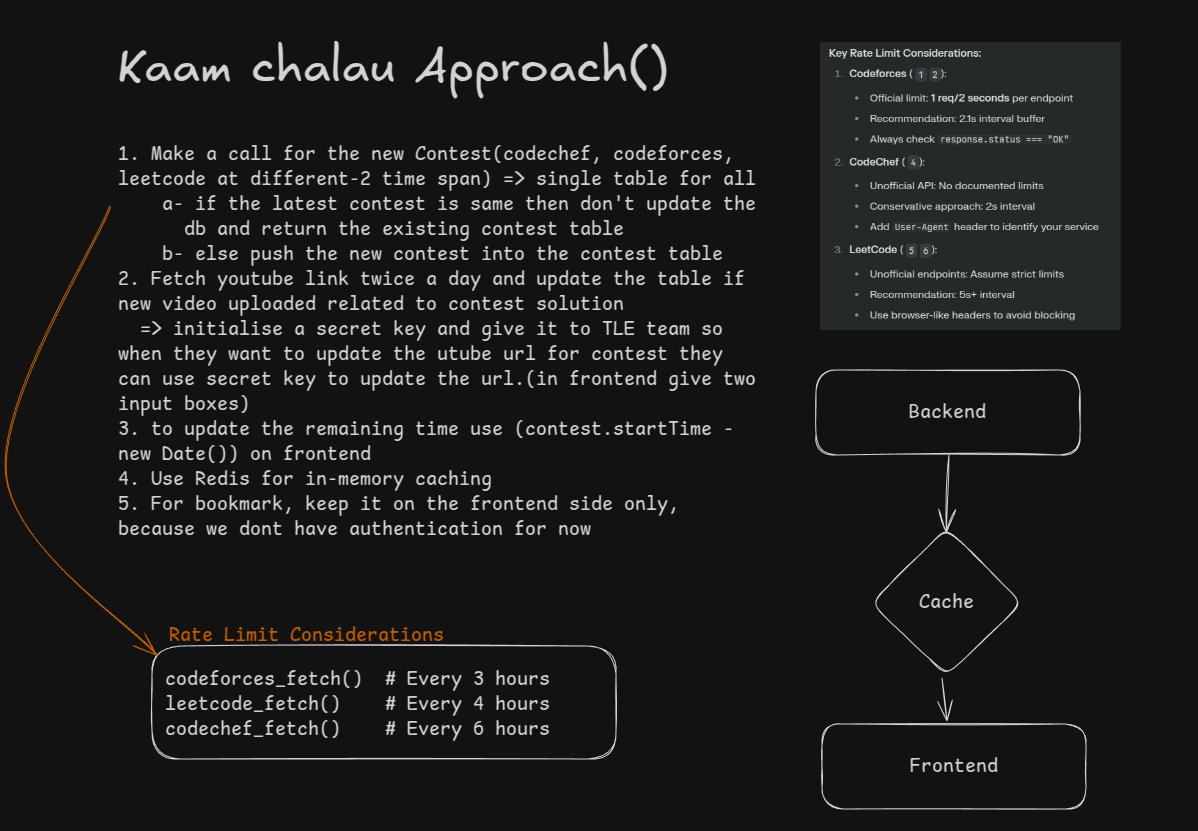 Kaam chalau Approach()
1. Make a call for the new Contest(codechef, codeforces,
leetcode at different-2 time span) => single table for all
a- if the latest contest is same then don't update the
db and return the existing contest table
b- else push the new contest into the contest table
2. Fetch youtube link twice a day and update the table if
new video uploaded related to contest solution
=> initialise a secret key and give it to TLE team so
when they want to update the utube url for contest they
can use secret key to update the url.(in frontend give two
input boxes)
3. to update the remaining time use (contest.startTime -
new Date()) on frontend
4. Use Redis for in-memory caching
5. For bookmark, keep it on the frontend side only,
because we dont have authentication for now
Rate Limit Considerations
codeforces_fetch() # Every 3 hours
leetcode_fetch() # Every 4 hours
codechef_fetch() # Every 6 hours
Key Rate Limit Considerations:
1. Codeforces ( 1 2 ):
• Official limit: 1 req/2 seconds per endpoint
• Recommendation: 2.1s interval buffer
• Always check response.status === "OK"
2. CodeChef ( 4 ):
• Unofficial API: No documented limits
• Conservative approach: 2s interval
• Add User-Agent header to identify your service
3. LeetCode ( 5 6 ):
• Unofficial endpoints: Assume strict limits
• Recommendation: 5s+ interval
• Use browser-like headers to avoid blocking
Backend
Cache
Frontend